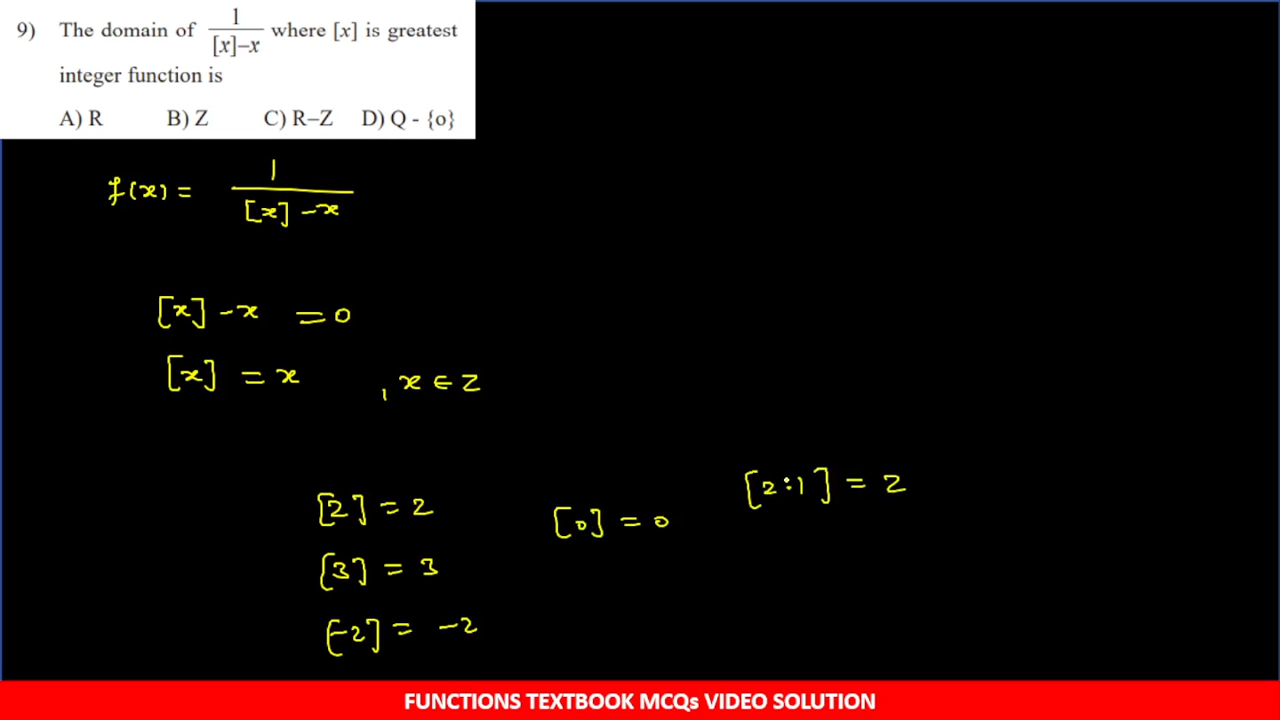 9) The domain of 1/([x]–x) where [x] is greatest
integer function is
A) R B) Z C) R–Z D) Q - {o}
f(x) = 1/([x] - x)
[x] - x = 0
[x] = x , x ∈ Z
[2] = 2 [0] = 0 [2.1] = 2
[3] = 3
[-2] = -2
FUNCTIONS TEXTBOOK MCQs VIDEO SOLUTION